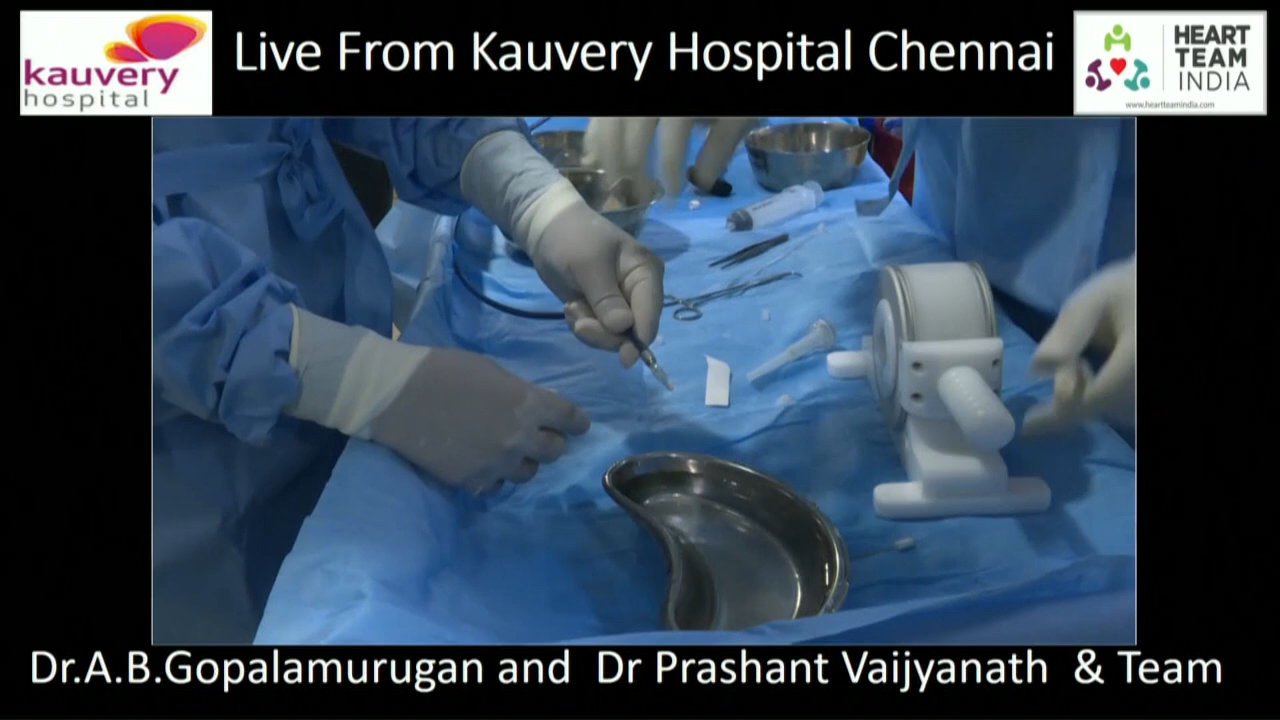 kauvery
hospital
Live From Kauvery Hospital Chennai
HEART
TEAM
INDIA
www.heartteamindia.com
Dr.A.B.Gopalamurugan and Dr Prashant Vaijyanath & Team